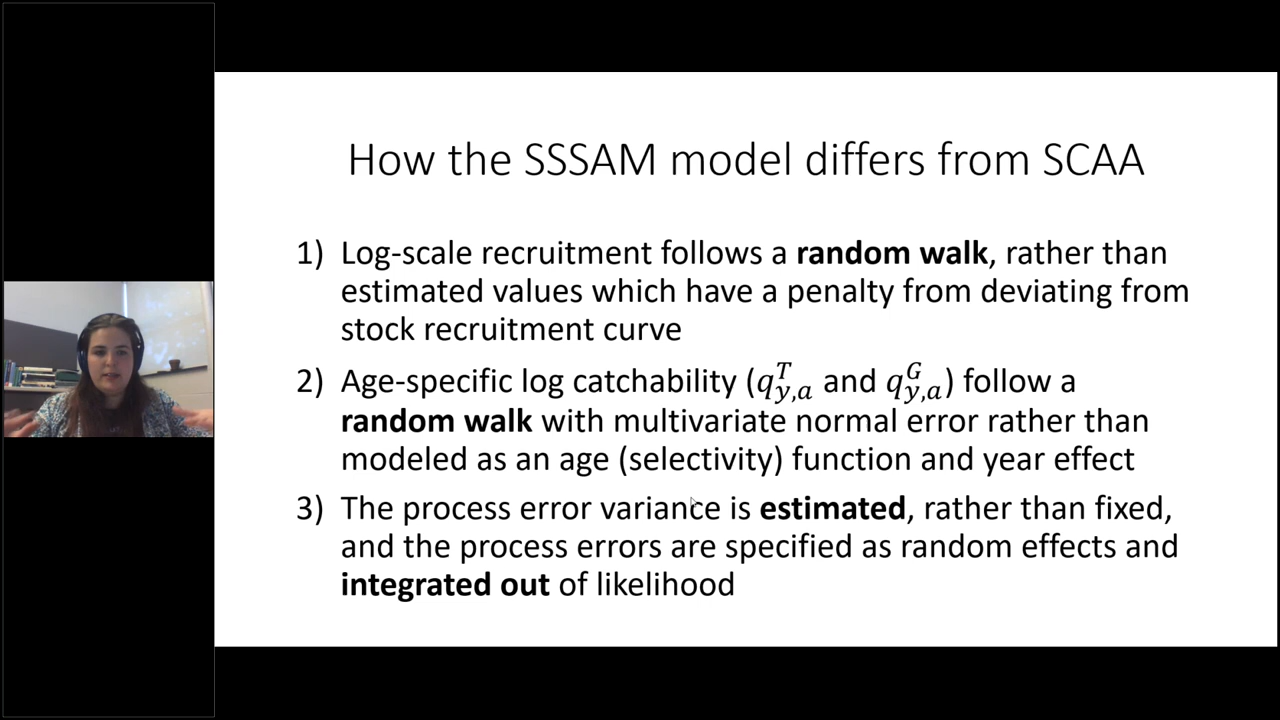 How the SSSAM model differs from SCAA
1) Log-scale recruitment follows a random walk, rather than
estimated values which have a penalty from deviating from
stock recruitment curve
2) Age-specific log catchability (q^T_{y,a} and q^G_{y,a}) follow a
random walk with multivariate normal error rather than
modeled as an age (selectivity) function and year effect
3) The process error variance is estimated, rather than fixed,
and the process errors are specified as random effects and
integrated out of likelihood